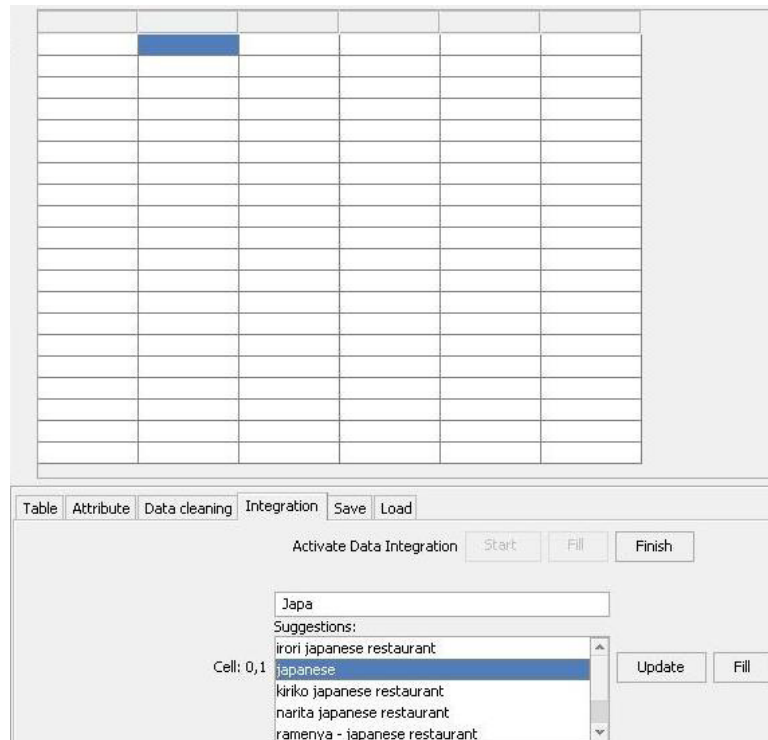 Table Attribute Data cleaning Integration Save Load
Activate Data Integration Start Fill Finish
Japa
Suggestions:
irori japanese restaurant
Cell: 0,1 japanese Update Fill
kiriko japanese restaurant
narita japanese restaurant
ramenya - japanese restaurant